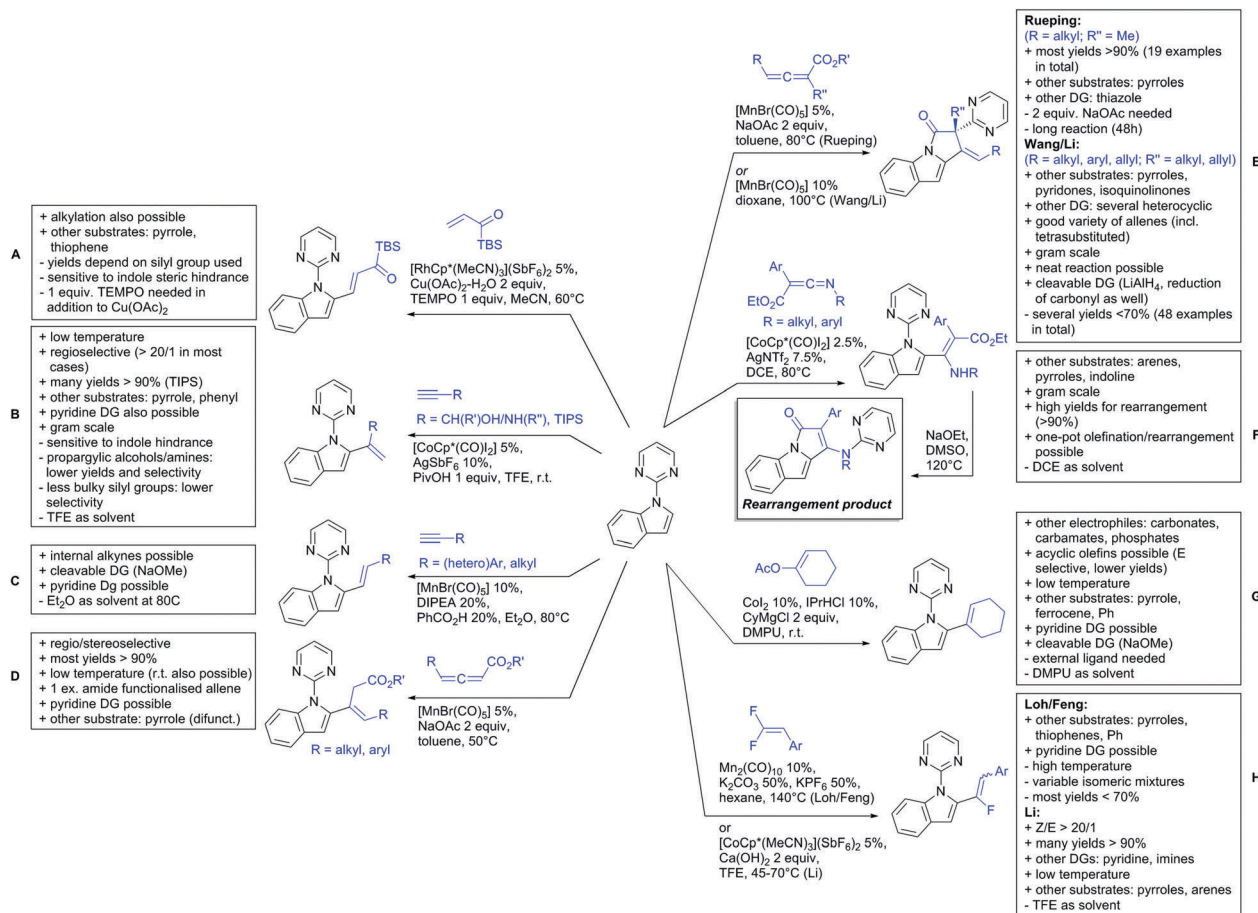 A
+ alkylation also possible
+ other substrates: pyrrole,
thiophene
- yields depend on silyl group used
- sensitive to indole steric hindrance
- 1 equiv. TEMPO needed in
addition to Cu(OAc)2
N
N
N
TBS
O
O
TBS
[RhCp*(MeCN)3](SbF6)2 5%,
Cu(OAc)2-H2O 2 equiv,
TEMPO 1 equiv, MeCN, 60°C
B
+ low temperature
+ regioselective (> 20/1 in most
cases)
+ many yields > 90% (TIPS)
+ other substrates: pyrrole, phenyl
+ pyridine DG also possible
+ gram scale
- sensitive to indole hindrance
- propargylic alcohols/amines:
lower yields and selectivity
- less bulky silyl groups: lower
selectivity
- TFE as solvent
N
N
N
R
R
R = CH(R')OH/NH(R''), TIPS
[CoCp*(CO)I2] 5%,
AgSbF6 10%,
PivOH 1 equiv, TFE, r.t.
C
+ internal alkynes possible
+ cleavable DG (NaOMe)
+ pyridine Dg possible
- Et2O as solvent at 80C
N
N
N
R
R
R = (hetero)Ar, alkyl
[MnBr(CO)5] 10%,
DIPEA 20%,
PhCO2H 20%, Et2O, 80°C
D
+ regio/stereoselective
+ most yields > 90%
+ low temperature (r.t. also possible)
+ 1 ex. amide functionalised allene
+ pyridine DG possible
+ other substrate: pyrrole (difunct.)
N
N
N
CO2R'
R
R = alkyl, aryl
R
CO2R'
[MnBr(CO)5] 5%,
NaOAc 2 equiv,
toluene, 50°C
N
N
N
R
CO2R'
R''
[MnBr(CO)5] 5%,
NaOAc 2 equiv,
toluene, 80°C (Rueping)
or
[MnBr(CO)5] 10%
dioxane, 100°C (Wang/Li)
O
R''
N
N
N
R
Rueping:
(R = alkyl; R'' = Me)
+ most yields >90% (19 examples
in total)
+ other substrates: pyrroles
+ other DG: thiazole
- 2 equiv. NaOAc needed
- long reaction (48h)
Wang/Li:
(R = alkyl, aryl, allyl; R'' = alkyl, allyl)
+ other substrates: pyrroles,
pyridones, isoquinolinones
+ other DG: several heterocyclic
+ good variety of allenes (incl.
tetrasubstituted)
+ gram scale
+ neat reaction possible
+ cleavable DG (LiAlH4, reduction
of carbonyl as well)
- several yields <70% (48 examples
in total)
E
Ar
N
R
EtO2C
R = alkyl, aryl
[CoCp*(CO)I2] 2.5%,
AgNTf2 7.5%,
DCE, 80°C
N
N
N
Ar
CO2Et
NHR
NaOEt,
DMSO,
120°C
O
Ar
N
N
N
N
R
Rearrangement product
+ other substrates: arenes,
pyrroles, indoline
+ gram scale
+ high yields for rearrangement
(>90%)
+ one-pot olefination/rearrangement
possible
- DCE as solvent
F
AcO
CoI2 10%, IPrHCl 10%,
CyMgCl 2 equiv,
DMPU, r.t.
N
N
N
+ other electrophiles: carbonates,
carbamates, phosphates
+ acyclic olefins possible (E
selective, lower yields)
+ low temperature
+ other substrates: pyrrole,
ferrocene, Ph
+ pyridine DG possible
+ cleavable DG (NaOMe)
- external ligand needed
- DMPU as solvent
G
F
F
Ar
Mn2(CO)10 10%,
K2CO3 50%, KPF6 50%,
hexane, 140°C (Loh/Feng)
or
[CoCp*(MeCN)3](SbF6)2 5%,
Ca(OH)2 2 equiv,
TFE, 45-70°C (Li)
N
N
N
Ar
F
Loh/Feng:
+ other substrates: pyrroles,
thiophenes, Ph
+ pyridine DG possible
- high temperature
- variable isomeric mixtures
- most yields < 70%
Li:
+ Z/E > 20/1
+ many yields > 90%
+ other DGs: pyridine, imines
+ low temperature
+ other substrates: pyrroles, arenes
- TFE as solvent
H